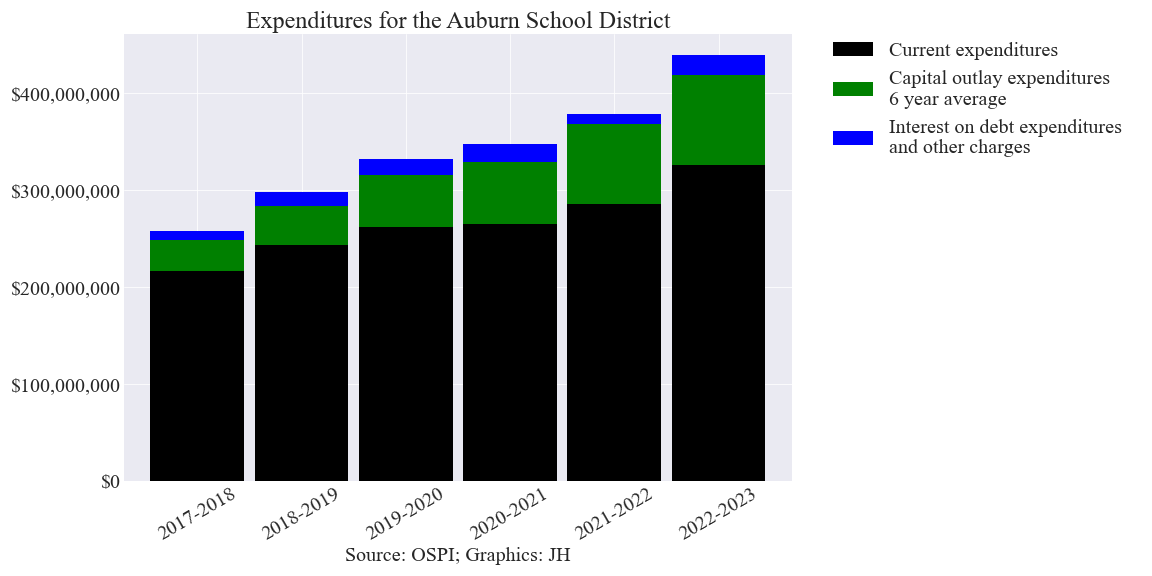 Expenditures for the Auburn School District
Current expenditures
Capital outlay expenditures
6 year average
Interest on debt expenditures
and other charges
$400,000,000
$300,000,000
$200,000,000
$100,000,000
$0
2017-2018
2018-2019
2019-2020
2020-2021
2021-2022
2022-2023
Source: OSPI; Graphics: JH